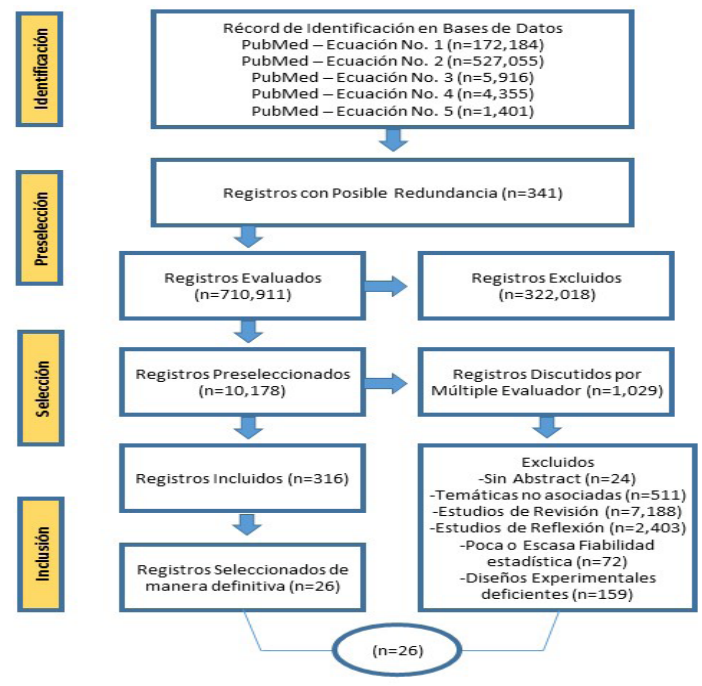 Identificación
Récord de Identificación en Bases de Datos
PubMed – Ecuación No. 1 (n=172,184)
PubMed – Ecuación No. 2 (n=527,055)
PubMed – Ecuación No. 3 (n=5,916)
PubMed – Ecuación No. 4 (n=4,355)
PubMed – Ecuación No. 5 (n=1,401)
Preselección
Registros con Posible Redundancia (n=341)
Registros Evaluados
(n=710,911)
Registros Excluidos
(n=322,018)
Selección
Registros Preseleccionados
(n=10,178)
Registros Discutidos por
Múltiple Evaluador (n=1,029)
Registros Incluidos (n=316)
Excluidos
-Sin Abstract (n=24)
-Temáticas no asociadas (n=511)
-Estudios de Revisión (n=7,188)
-Estudios de Reflexión (n=2,403)
-Poca o Escasa Fiabilidad
estadística (n=72)
-Diseños Experimentales
deficientes (n=159)
Inclusión
Registros Seleccionados de
manera definitiva (n=26)
(n=26)